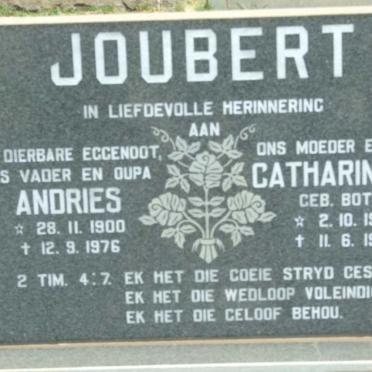 JOUBERT
IN LIEFDEVOLLE HERINNERING
AAN
DIERBARE EGGENOOT,
S VADER EN OUPA
ANDRIES
☆ 28. 11. 1900
✝ 12. 9. 1976
ONS MOEDER E
CATHARIN
GEB. BOT
☆ 2. 10. 1
✝ 11. 6. 1
2 TIM. 4:7. EK HET DIE GOEIE STRYD GES
EK HET DIE WEDLOOP VOLEINDI
EK HET DIE GELOOF BEHOU.